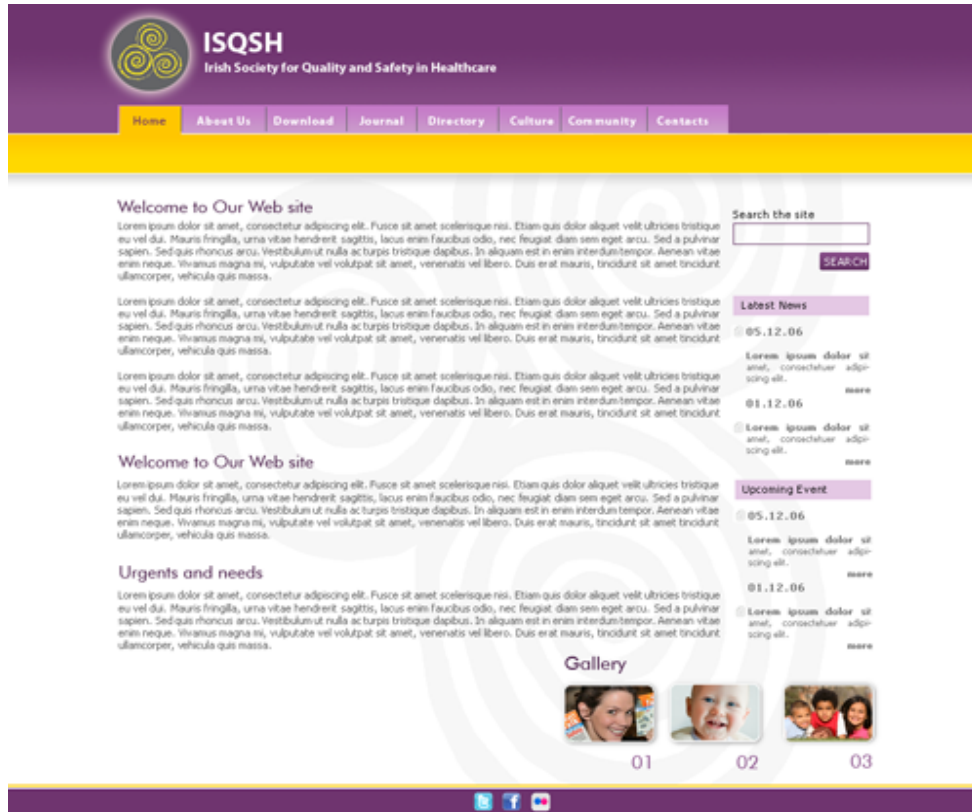 ISQSH
Irish Society for Quality and Safety in Healthcare
Home About Us Download Journal Directory Culture Community Contacts
Welcome to Our Web site
Lorem ipsum dolor sit amet, consectetur adipiscing elit. Fusce sit amet scelerisque nisi. Etiam quis dolor aliquet velit ultricies tristique
eu vel dui. Mauris fringilla, urna vitae hendrerit sagittis, lacus enim faucibus odio, nec feugiat diam sem eget arcu. Sed a pulvinar
sapien. Sed quis rhoncus arcu. Vestibulum ut nulla ac turpis tristique dapibus. In aliquam est in enim interdum tempor. Aenean vitae
enim neque. Vivamus magna mi, vulputate vel volutpat sit amet, venenatis vel libero. Duis erat mauris, tincidunt sit amet tincidunt
ullamcorper, vehicula quis massa.
Lorem ipsum dolor sit amet, consectetur adipiscing elit. Fusce sit amet scelerisque nisi. Etiam quis dolor aliquet velit ultricies tristique
eu vel dui. Mauris fringilla, urna vitae hendrerit sagittis, lacus enim faucibus odio, nec feugiat diam sem eget arcu. Sed a pulvinar
sapien. Sed quis rhoncus arcu. Vestibulum ut nulla ac turpis tristique dapibus. In aliquam est in enim interdum tempor. Aenean vitae
enim neque. Vivamus magna mi, vulputate vel volutpat sit amet, venenatis vel libero. Duis erat mauris, tincidunt sit amet tincidunt
ullamcorper, vehicula quis massa.
Lorem ipsum dolor sit amet, consectetur adipiscing elit. Fusce sit amet scelerisque nisi. Etiam quis dolor aliquet velit ultricies tristique
eu vel dui. Mauris fringilla, urna vitae hendrerit sagittis, lacus enim faucibus odio, nec feugiat diam sem eget arcu. Sed a pulvinar
sapien. Sed quis rhoncus arcu. Vestibulum ut nulla ac turpis tristique dapibus. In aliquam est in enim interdum tempor. Aenean vitae
enim neque. Vivamus magna mi, vulputate vel volutpat sit amet, venenatis vel libero. Duis erat mauris, tincidunt sit amet tincidunt
ullamcorper, vehicula quis massa.
Welcome to Our Web site
Lorem ipsum dolor sit amet, consectetur adipiscing elit. Fusce sit amet scelerisque nisi. Etiam quis dolor aliquet velit ultricies tristique
eu vel dui. Mauris fringilla, urna vitae hendrerit sagittis, lacus enim faucibus odio, nec feugiat diam sem eget arcu. Sed a pulvinar
sapien. Sed quis rhoncus arcu. Vestibulum ut nulla ac turpis tristique dapibus. In aliquam est in enim interdum tempor. Aenean vitae
enim neque. Vivamus magna mi, vulputate vel volutpat sit amet, venenatis vel libero. Duis erat mauris, tincidunt sit amet tincidunt
ullamcorper, vehicula quis massa.
Urgents and needs
Lorem ipsum dolor sit amet, consectetur adipiscing elit. Fusce sit amet scelerisque nisi. Etiam quis dolor aliquet velit ultricies tristique
eu vel dui. Mauris fringilla, urna vitae hendrerit sagittis, lacus enim faucibus odio, nec feugiat diam sem eget arcu. Sed a pulvinar
sapien. Sed quis rhoncus arcu. Vestibulum ut nulla ac turpis tristique dapibus. In aliquam est in enim interdum tempor. Aenean vitae
enim neque. Vivamus magna mi, vulputate vel volutpat sit amet, venenatis vel libero. Duis erat mauris, tincidunt sit amet tincidunt
ullamcorper, vehicula quis massa.
Search the site
SEARCH
Latest News
05.12.06
Lorem ipsum dolor sit
amet, consectetuer adipi-
scing elit.
more
01.12.06
Lorem ipsum dolor sit
amet, consectetuer adipi-
scing elit.
more
Upcoming Event
05.12.06
Lorem ipsum dolor sit
amet, consectetuer adipi-
scing elit.
more
01.12.06
Lorem ipsum dolor sit
amet, consectetuer adipi-
scing elit.
more
Gallery
01 02 03